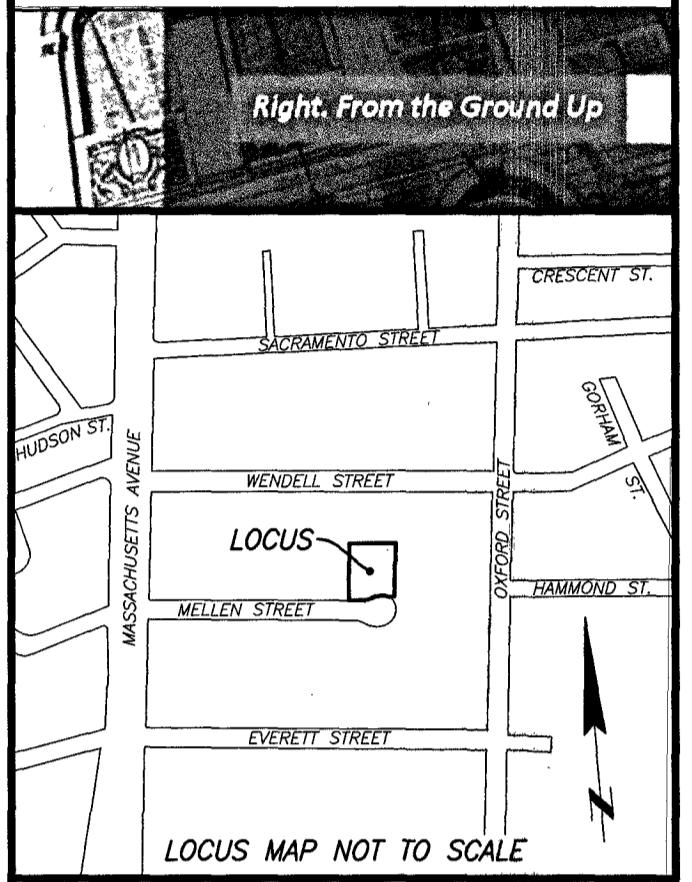 Right. From the Ground Up
CRESCENT ST.
SACRAMENTO STREET
GORHAM ST.
HUDSON ST.
MASSACHUSETTS AVENUE
WENDELL STREET
OXFORD STREET
LOCUS
HAMMOND ST.
MELLEN STREET
EVERETT STREET
N
LOCUS MAP NOT TO SCALE